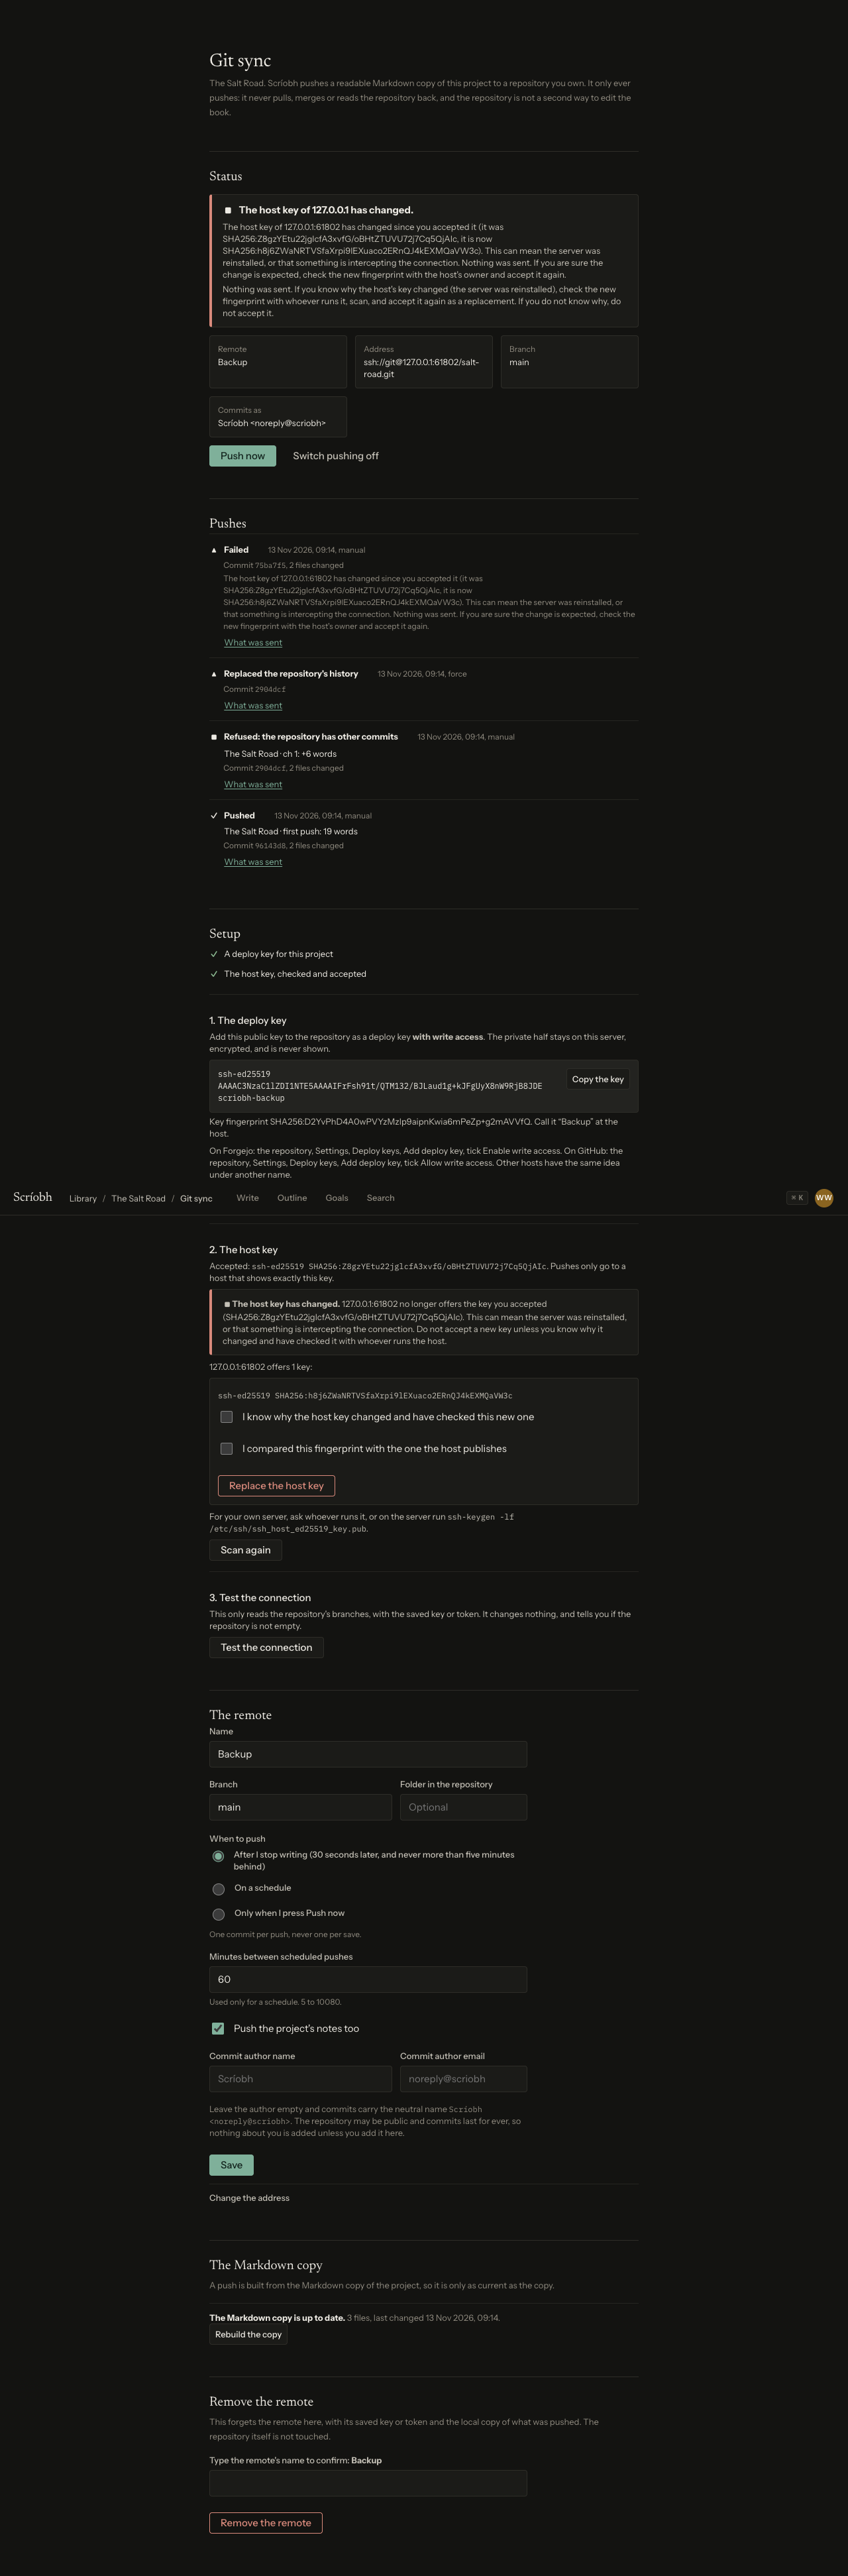 Git sync
The Salt Road. Scríobh pushes a readable Markdown copy of this project to a repository you own. It only ever
pushes: it never pulls, merges or reads the repository back, and the repository is not a second way to edit the
book.
Status
The host key of 127.0.0.1 has changed.
The host key of 127.0.0.1:61802 has changed since you accepted it (it was
SHA256:Z8gzYEtu22jglcfA3xvfG/oBHtZTUVU72j7Cq5QjAIc, it is now
SHA256:h8j6ZWaNRTVSfaXrpi9lEXuaco2ERnQJ4kEXMQaVW3c). This can mean the server was
reinstalled, or that something is intercepting the connection. Nothing was sent. If you are sure the
change is expected, check the new fingerprint with the host's owner and accept it again.
Nothing was sent. If you know why the host's key changed (the server was reinstalled), check the new
fingerprint with whoever runs it, scan, and accept it again as a replacement. If you do not know why, do
not accept it.
Remote
Backup
Address
ssh://git@127.0.0.1:61802/salt-
road.git
Branch
main
Commits as
Scríobh <noreply@scriobh>
Push now
Switch pushing off
Pushes
Failed 13 Nov 2026, 09:14, manual
Commit 75ba7f5, 2 files changed
The host key of 127.0.0.1:61802 has changed since you accepted it (it was
SHA256:Z8gzYEtu22jglcfA3xvfG/oBHtZTUVU72j7Cq5QjAIc, it is now
SHA256:h8j6ZWaNRTVSfaXrpi9lEXuaco2ERnQJ4kEXMQaVW3c). This can mean the server was reinstalled, or
that something is intercepting the connection. Nothing was sent. If you are sure the change is expected, check the
new fingerprint with the host's owner and accept it again.
What was sent
Replaced the repository's history 13 Nov 2026, 09:14, force
Commit 2904dcf
What was sent
Refused: the repository has other commits 13 Nov 2026, 09:14, manual
The Salt Road · ch 1: +6 words
Commit 2904dcf, 2 files changed
What was sent
Pushed 13 Nov 2026, 09:14, manual
The Salt Road · first push: 19 words
Commit 96143d8, 2 files changed
What was sent
Setup
A deploy key for this project
The host key, checked and accepted
1. The deploy key
Add this public key to the repository as a deploy key with write access. The private half stays on this server,
encrypted, and is never shown.
ssh-ed25519
AAAAC3NzaC1lZDI1NTE5AAAAIFrFsh91t/QTM132/BJLaud1g+kJFgUyX8nW9RjB8JDE
scriobh-backup
Copy the key
Key fingerprint SHA256:D2YvPhD4A0wPVYzMzlp9aipnKwia6mPeZp+g2mAVVfQ. Call it “Backup” at the
host.
On Forgejo: the repository, Settings, Deploy keys, Add deploy key, tick Enable write access. On GitHub: the
repository, Settings, Deploy keys, Add deploy key, tick Allow write access. Other hosts have the same idea
under another name.
Scríobh Library / The Salt Road / Git sync Write Outline Goals Search ⌘ K WW
2. The host key
Accepted: ssh-ed25519 SHA256:Z8gzYEtu22jglcfA3xvfG/oBHtZTUVU72j7Cq5QjAIc. Pushes only go to a
host that shows exactly this key.
The host key has changed. 127.0.0.1:61802 no longer offers the key you accepted
(SHA256:Z8gzYEtu22jglcfA3xvfG/oBHtZTUVU72j7Cq5QjAIc). This can mean the server was reinstalled,
or that something is intercepting the connection. Do not accept a new key unless you know why it
changed and have checked it with whoever runs the host.
127.0.0.1:61802 offers 1 key:
ssh-ed25519 SHA256:h8j6ZWaNRTVSfaXrpi9lEXuaco2ERnQJ4kEXMQaVW3c
I know why the host key changed and have checked this new one
I compared this fingerprint with the one the host publishes
Replace the host key
For your own server, ask whoever runs it, or on the server run ssh-keygen -lf
/etc/ssh/ssh_host_ed25519_key.pub.
Scan again
3. Test the connection
This only reads the repository's branches, with the saved key or token. It changes nothing, and tells you if the
repository is not empty.
Test the connection
The remote
Name
Backup
Branch
main
Folder in the repository
Optional
When to push
After I stop writing (30 seconds later, and never more than five minutes
behind)
On a schedule
Only when I press Push now
One commit per push, never one per save.
Minutes between scheduled pushes
60
Used only for a schedule. 5 to 10080.
Push the project's notes too
Commit author name
Scríobh
Commit author email
noreply@scriobh
Leave the author empty and commits carry the neutral name Scríobh
<noreply@scriobh>. The repository may be public and commits last for ever, so
nothing about you is added unless you add it here.
Save
Change the address
The Markdown copy
A push is built from the Markdown copy of the project, so it is only as current as the copy.
The Markdown copy is up to date. 3 files, last changed 13 Nov 2026, 09:14.
Rebuild the copy
Remove the remote
This forgets the remote here, with its saved key or token and the local copy of what was pushed. The
repository itself is not touched.
Type the remote's name to confirm: Backup
Remove the remote